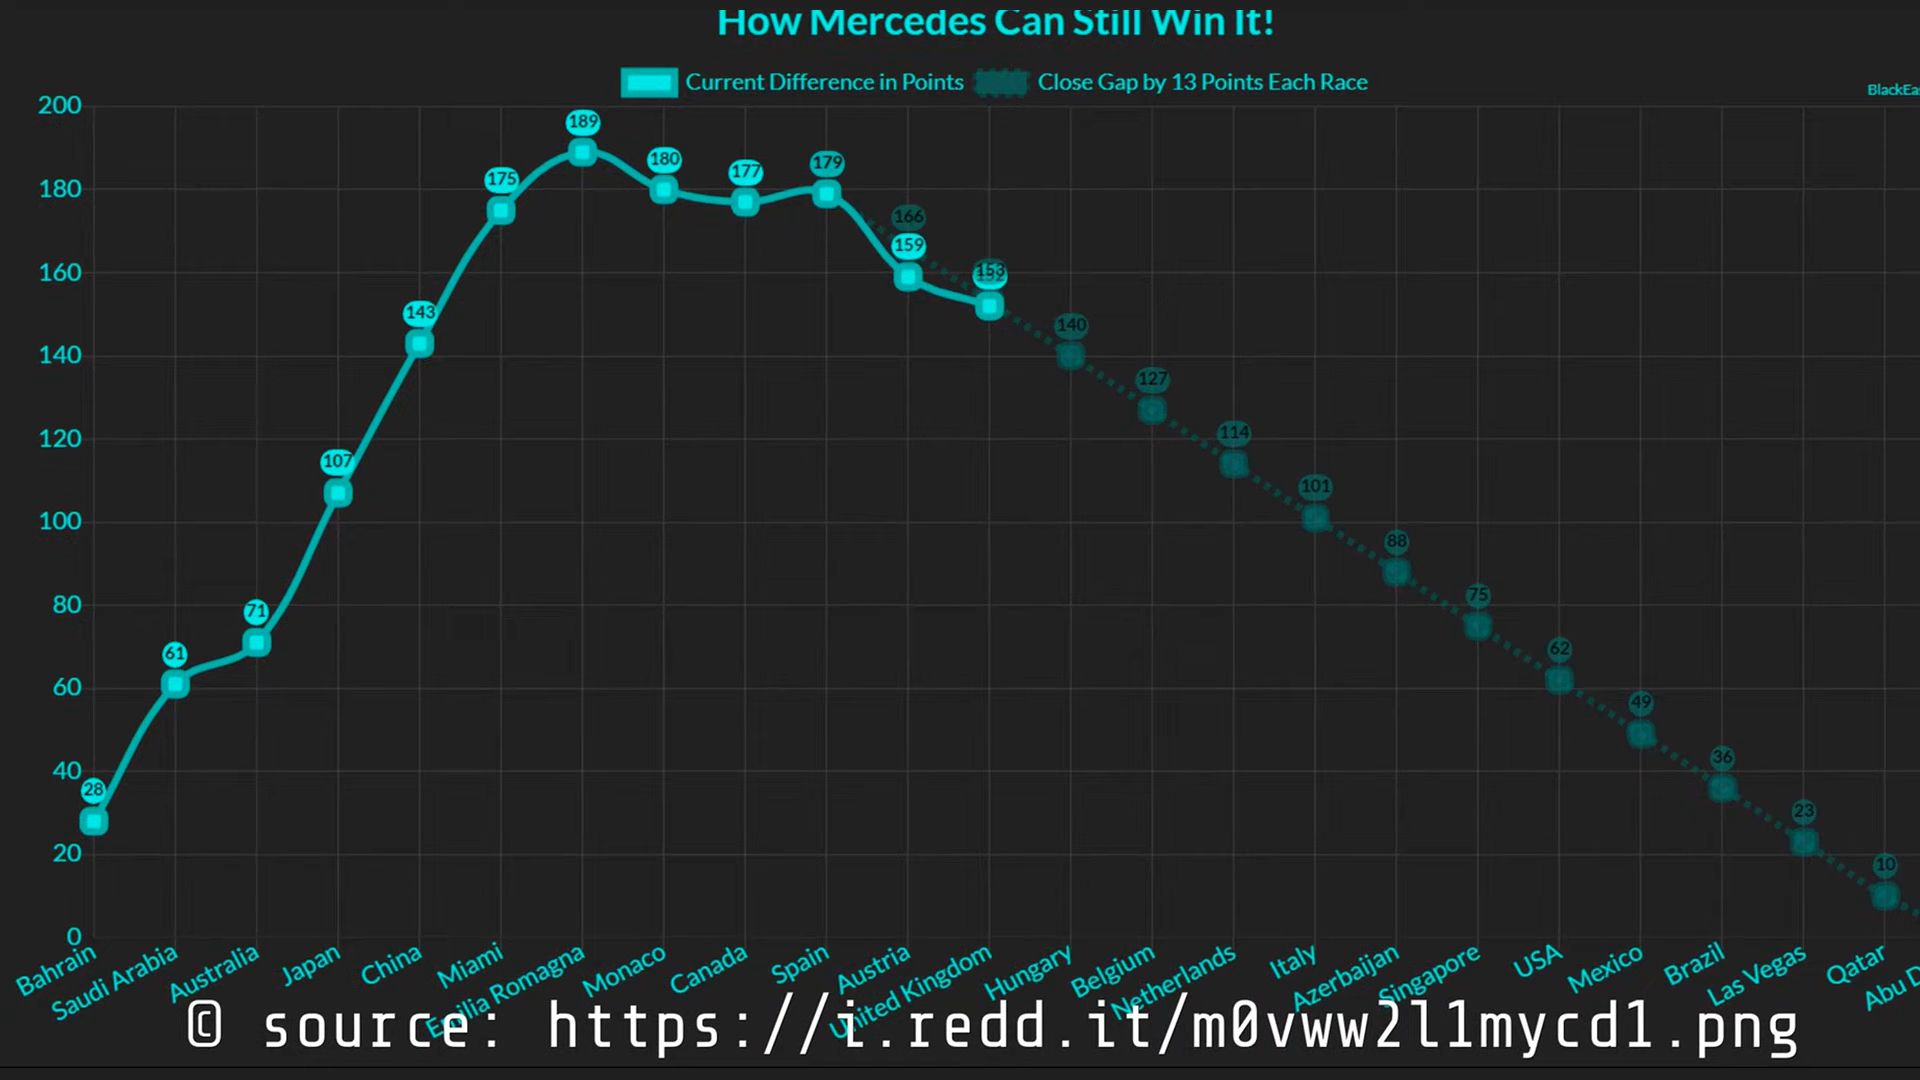 How Mercedes Can Still Win It!
Current Difference in Points
Close Gap by 13 Points Each Race
BlackEas
200
180
160
140
120
100
80
60
40
20
0
28
61
71
107
143
175
189
180
177
179
166
159
153
140
127
114
101
88
75
62
49
36
23
10
Bahrain
Saudi Arabia
Australia
Japan
China
Miami
Emilia Romagna
Monaco
Canada
Spain
Austria
United Kingdom
Hungary
Belgium
Netherlands
Italy
Azerbaijan
Singapore
USA
Mexico
Brazil
Las Vegas
Qatar
Abu D
© source: https://i.redd.it/m0vww2l1mycd1.png